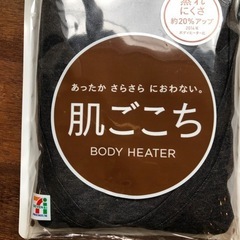 蒸れ
にくさ
約20%アップ
あったか さらさら におわない。
肌ごこち
BODY HEATER